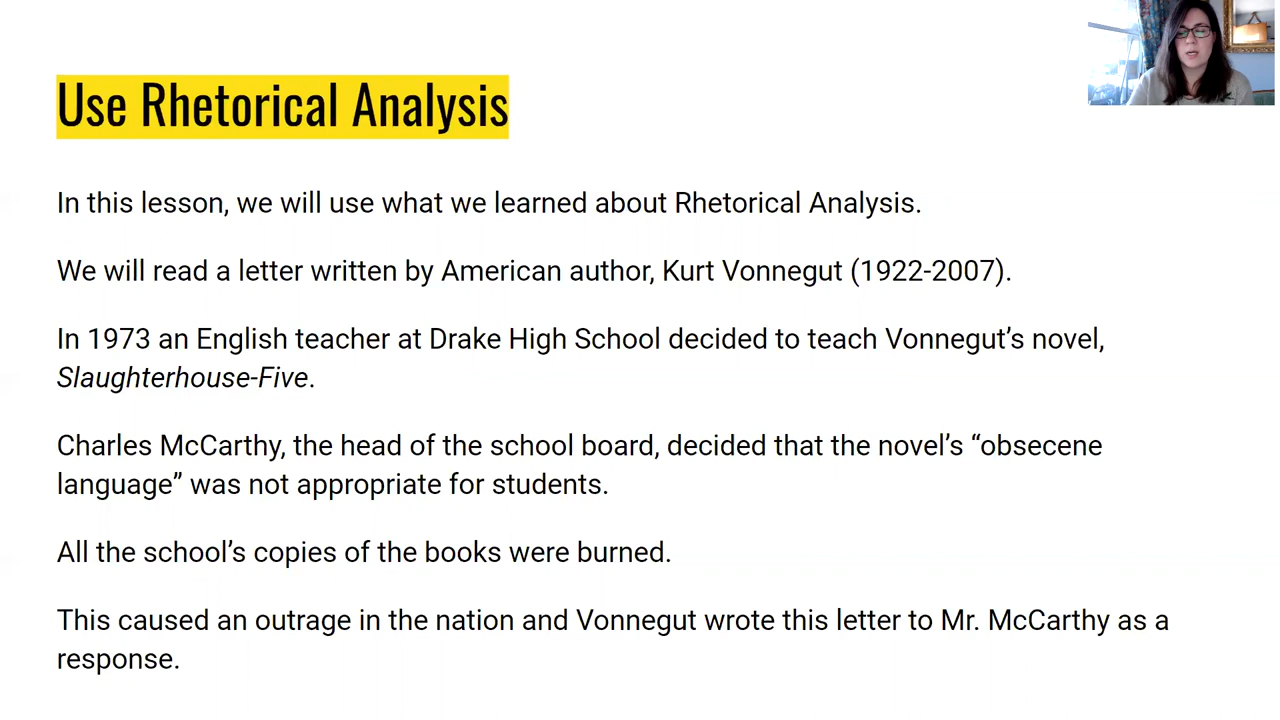 Use Rhetorical Analysis
In this lesson, we will use what we learned about Rhetorical Analysis.
We will read a letter written by American author, Kurt Vonnegut (1922-2007).
In 1973 an English teacher at Drake High School decided to teach Vonnegut’s novel,
Slaughterhouse-Five.
Charles McCarthy, the head of the school board, decided that the novel’s “obsecene
language” was not appropriate for students.
All the school’s copies of the books were burned.
This caused an outrage in the nation and Vonnegut wrote this letter to Mr. McCarthy as a
response.